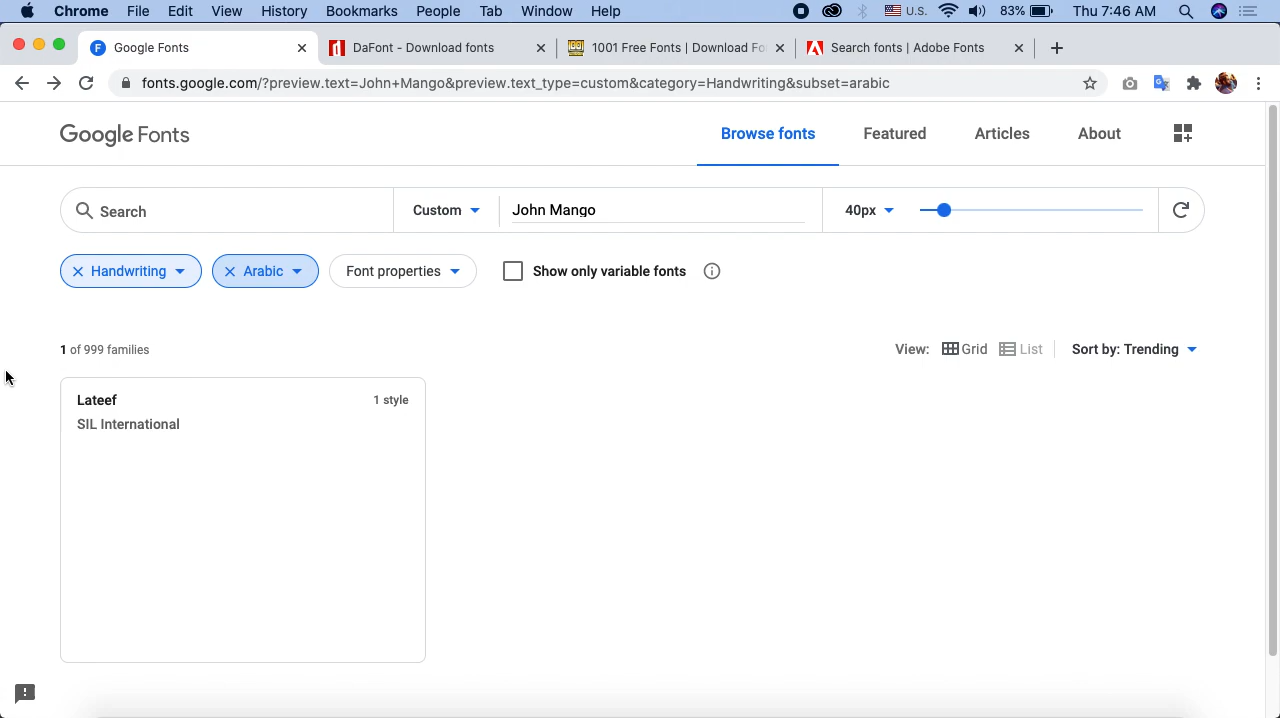 Chrome File Edit View History Bookmarks People Tab Window Help U.S. 83% Thu 7:46 AM
Google Fonts DaFont - Download fonts 1001 Free Fonts | Download Fo Search fonts | Adobe Fonts
fonts.google.com/?preview.text=John+Mango&preview.text_type=custom&category=Handwriting&subset=arabic
Google Fonts Browse fonts Featured Articles About
Search Custom John Mango 40px
Handwriting Arabic Font properties Show only variable fonts
1 of 999 families View: Grid List Sort by: Trending
Lateef 1 style
SIL International